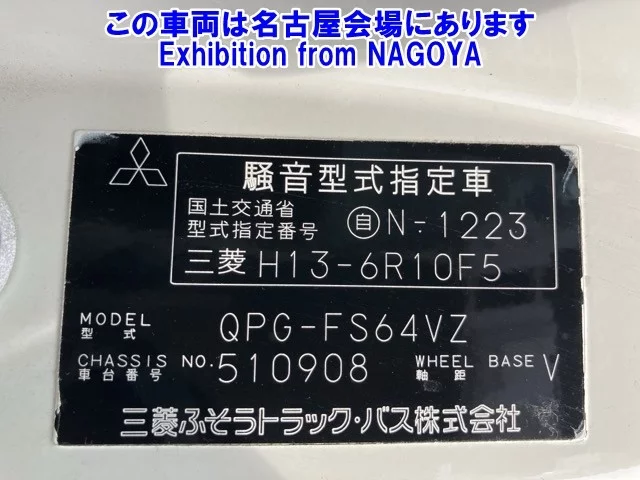 この車両は名古屋会場にあります
Exhibition from NAGOYA
騒音型式指定車
国土交通省
型式指定番号 自N-1223
三菱 H13-6R10F5
MODEL
型式 QPG-FS64VZ
CHASSIS NO.
車台番号 510908 WHEEL BASE
軸距 V
三菱ふそうトラック・バス株式会社